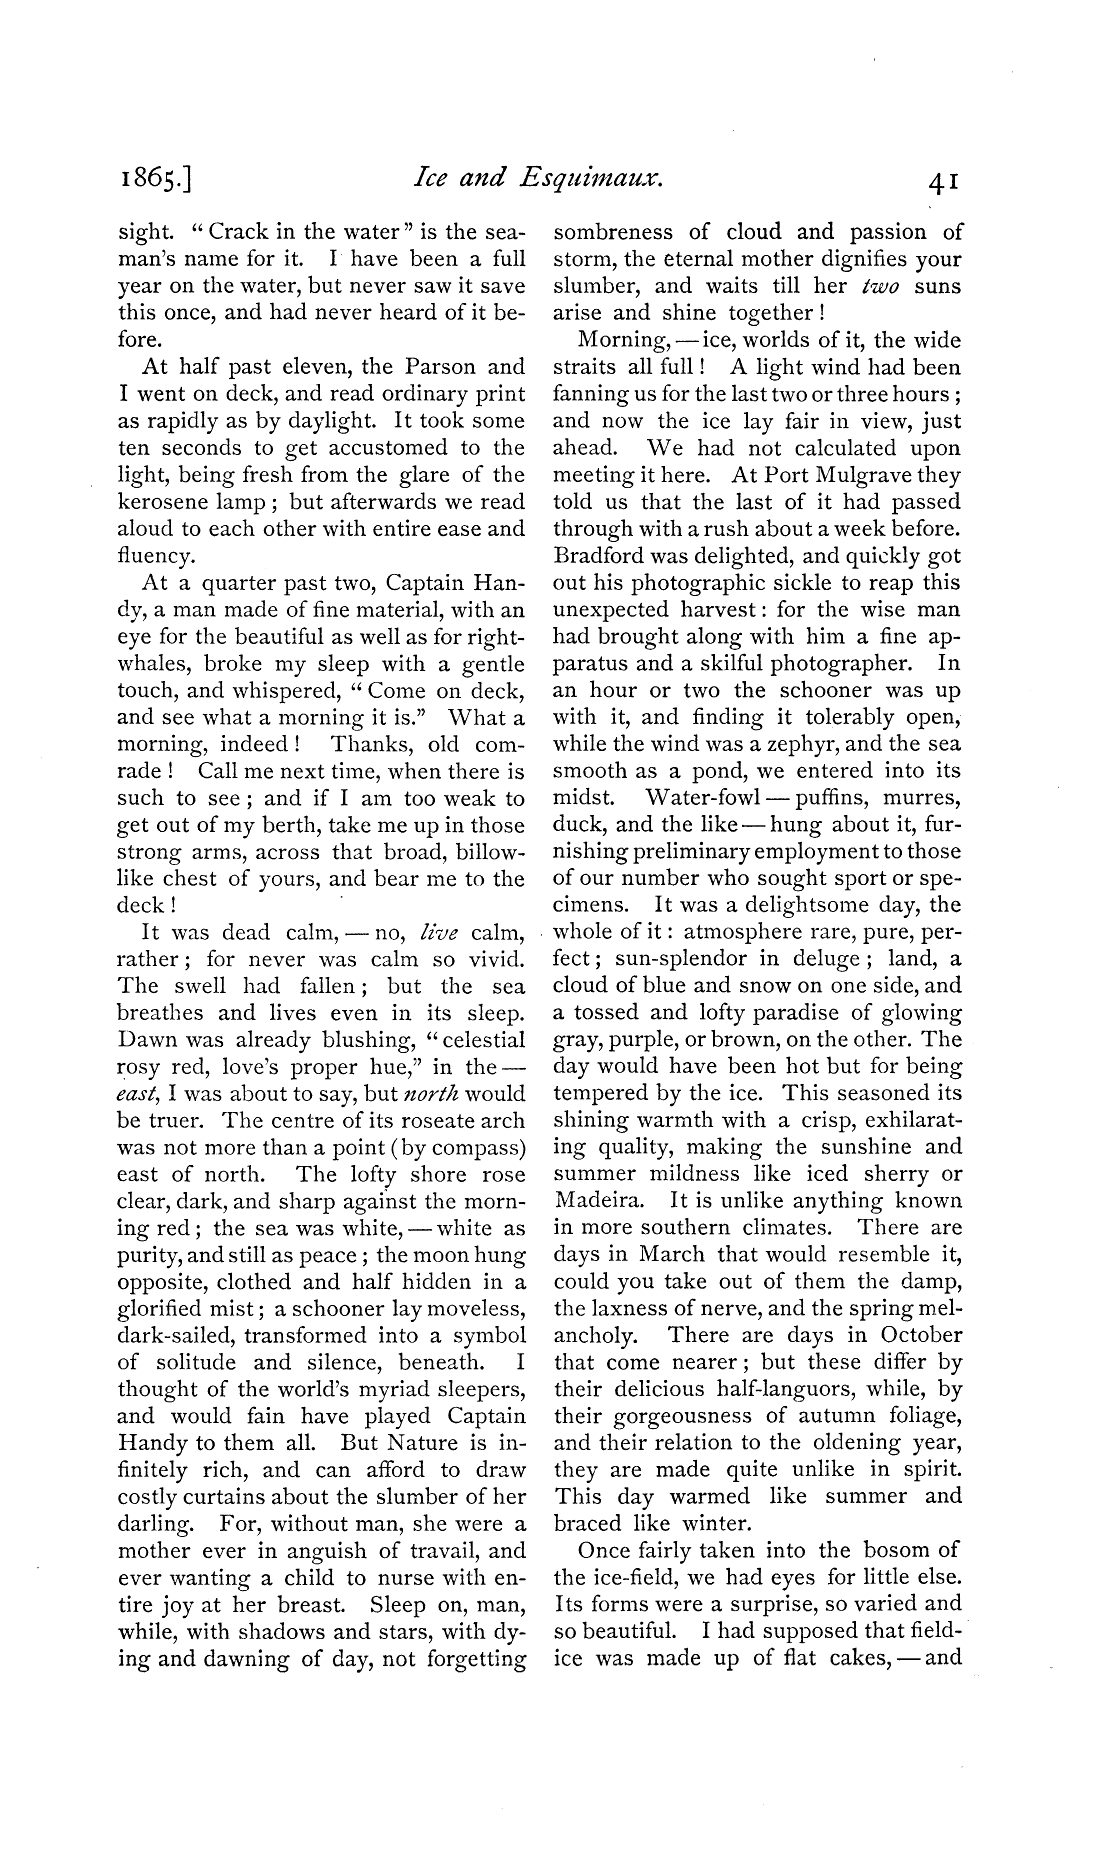 1865.] Ice and Esquimaux. 41
sight. “ Crack in the water ” is the sea-
man's name for it. I have been a full
year on the water, but never saw it save
this once, and had never heard of it be-
fore.
At half past eleven, the Parson and
I went on deck, and read ordinary print
as rapidly as by daylight. It took some
ten seconds to get accustomed to the
light, being fresh from the glare of the
kerosene lamp ; but afterwards we read
aloud to each other with entire ease and
fluency.
At a quarter past two, Captain Han-
dy, a man made of fine material, with an
eye for the beautiful as well as for right-
whales, broke my sleep with a gentle
touch, and whispered, “ Come on deck,
and see what a morning it is.” What a
morning, indeed ! Thanks, old com-
rade ! Call me next time, when there is
such to see ; and if I am too weak to
get out of my berth, take me up in those
strong arms, across that broad, billow-
like chest of yours, and bear me to the
deck !
It was dead calm, — no, live calm,
rather ; for never was calm so vivid.
The swell had fallen ; but the sea
breathes and lives even in its sleep.
Dawn was already blushing, “ celestial
rosy red, love's proper hue,” in the —
east, I was about to say, but north would
be truer. The centre of its roseate arch
was not more than a point (by compass)
east of north. The lofty shore rose
clear, dark, and sharp against the morn-
ing red ; the sea was white, — white as
purity, and still as peace ; the moon hung
opposite, clothed and half hidden in a
glorified mist ; a schooner lay moveless,
dark-sailed, transformed into a symbol
of solitude and silence, beneath. I
thought of the world's myriad sleepers,
and would fain have played Captain
Handy to them all. But Nature is in-
finitely rich, and can afford to draw
costly curtains about the slumber of her
darling. For, without man, she were a
mother ever in anguish of travail, and
ever wanting a child to nurse with en-
tire joy at her breast. Sleep on, man,
while, with shadows and stars, with dy-
ing and dawning of day, not forgetting
sombreness of cloud and passion of
storm, the eternal mother dignifies your
slumber, and waits till her two suns
arise and shine together !
Morning, — ice, worlds of it, the wide
straits all full ! A light wind had been
fanning us for the last two or three hours ;
and now the ice lay fair in view, just
ahead. We had not calculated upon
meeting it here. At Port Mulgrave they
told us that the last of it had passed
through with a rush about a week before.
Bradford was delighted, and quickly got
out his photographic sickle to reap this
unexpected harvest : for the wise man
had brought along with him a fine ap-
paratus and a skilful photographer. In
an hour or two the schooner was up
with it, and finding it tolerably open,
while the wind was a zephyr, and the sea
smooth as a pond, we entered into its
midst. Water-fowl — puffins, murres,
duck, and the like — hung about it, fur-
nishing preliminary employment to those
of our number who sought sport or spe-
cimens. It was a delightsome day, the
whole of it : atmosphere rare, pure, per-
fect ; sun-splendor in deluge ; land, a
cloud of blue and snow on one side, and
a tossed and lofty paradise of glowing
gray, purple, or brown, on the other. The
day would have been hot but for being
tempered by the ice. This seasoned its
shining warmth with a crisp, exhilarat-
ing quality, making the sunshine and
summer mildness like iced sherry or
Madeira. It is unlike anything known
in more southern climates. There are
days in March that would resemble it,
could you take out of them the damp,
the laxness of nerve, and the spring mel-
ancholy. There are days in October
that come nearer ; but these differ by
their delicious half-languors, while, by
their gorgeousness of autumn foliage,
and their relation to the oldening year,
they are made quite unlike in spirit.
This day warmed like summer and
braced like winter.
Once fairly taken into the bosom of
the ice-field, we had eyes for little else.
Its forms were a surprise, so varied and
so beautiful. I had supposed that field-
ice was made up of flat cakes, — and